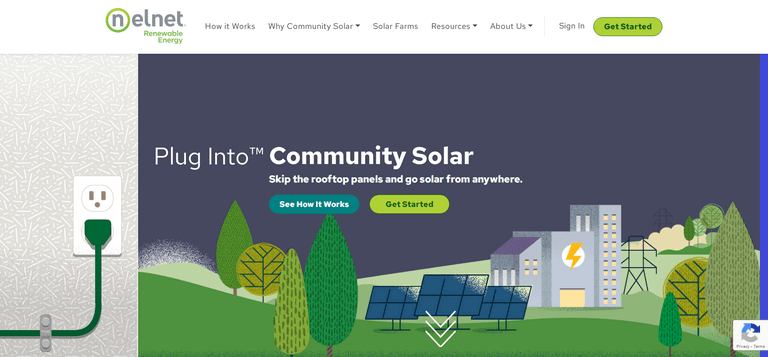 nelnet
Renewable
Energy
How it Works
Why Community Solar
Solar Farms
Resources
About Us
Sign In
Get Started
Plug Into™ Community Solar
Skip the rooftop panels and go solar from anywhere.
See How It Works
Get Started
Privacy - Terms